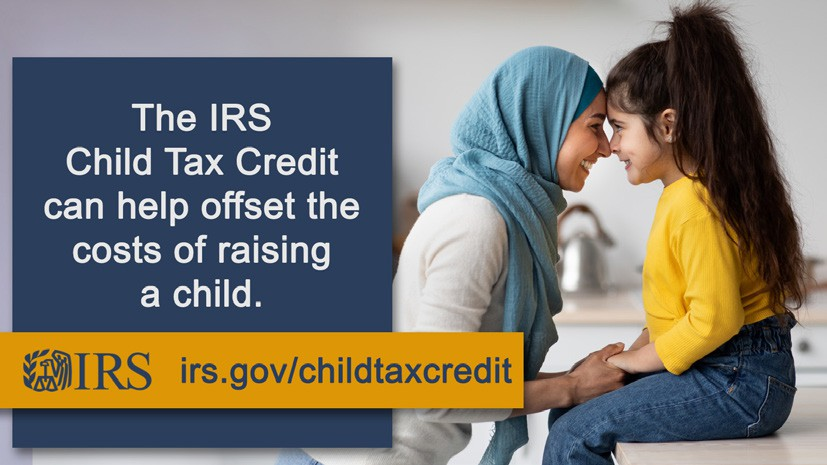 The IRS
Child Tax Credit
can help offset the
costs of raising
a child.
IRS
irs.gov/childtaxcredit